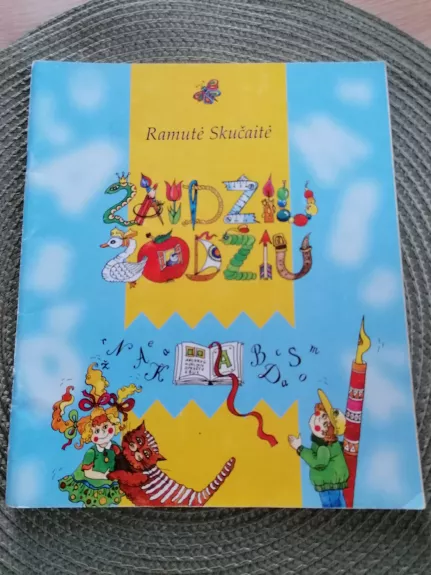 Ramutė Skučaitė
ŽAIDŽIU
ŽODŽIU
r N A e a B e S m
ž A K A D a o